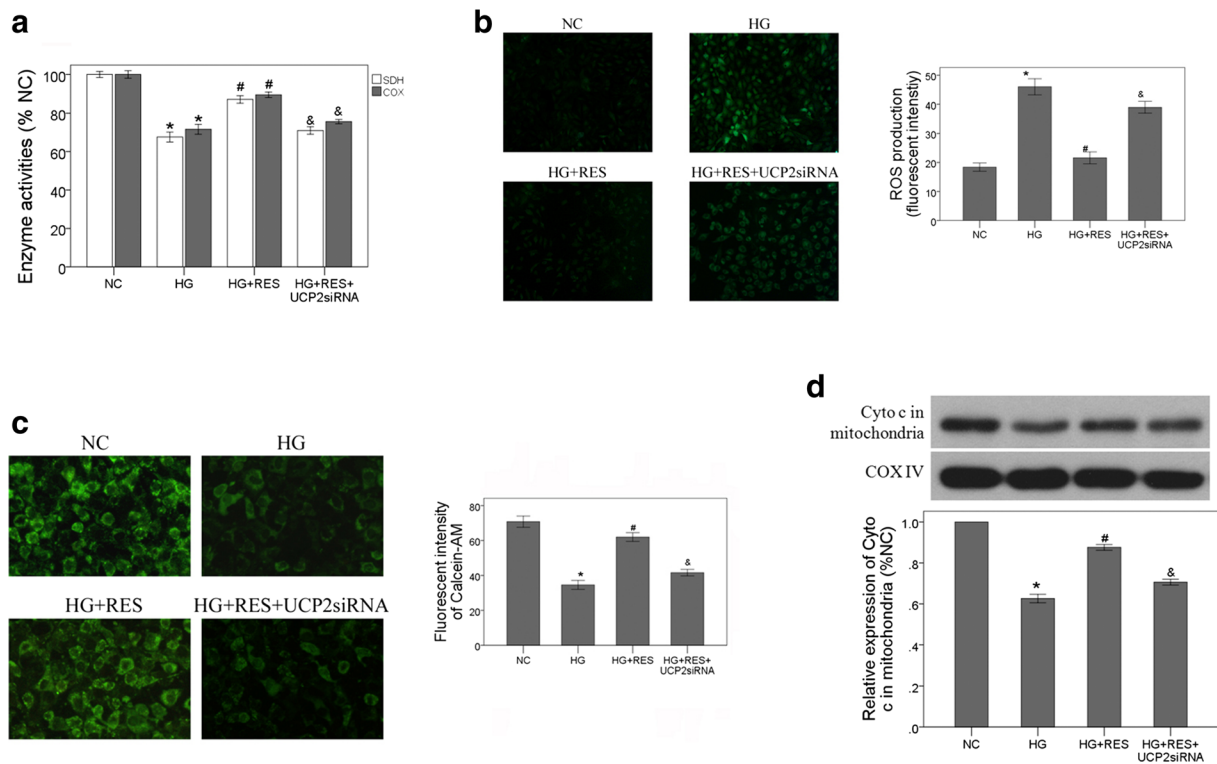 a
Enzyme activities (% NC)
100
80
60
40
20
0
* * # # & &
SDH
COX
NC HG HG+RES HG+RES+
UCP2siRNA
b
NC HG
HG+RES HG+RES+UCP2siRNA
ROS production
(fluorescent intenstiy)
50
40
30
20
10
0
* # &
NC HG HG+RES HG+RES+
UCP2siRNA
c
NC HG
HG+RES HG+RES+UCP2siRNA
Fluorescent intensity
of Calcein-AM
80
60
40
20
0
* # &
NC HG HG+RES HG+RES+
UCP2siRNA
d
Cyto c in
mitochondria
COX IV
Relative expression of Cyto
c in mitochondria (%NC)
1.0
.8
.6
.4
.2
.0
* # &
NC HG HG+RES HG+RES+
UCP2siRNA